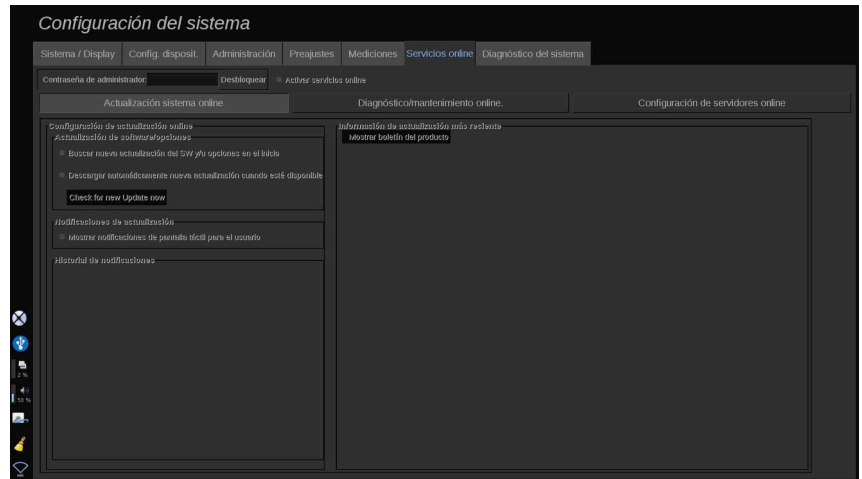 Configuración del sistema
Sistema / Display Config. disposit. Administración Preajustes Mediciones Servicios online Diagnóstico del sistema
Contraseña de administrador: Desbloquear Activar servicios online
Actualización sistema online Diagnóstico/mantenimiento online. Configuración de servidores online
Configuración de actualización online
Actualización de software/opciones
Buscar nueva actualización del SW y/u opciones en el inicio
Descargar automáticamente nueva actualización cuando esté disponible
Check for new Update now
Notificaciones de actualización
Mostrar notificaciones de pantalla táctil para el usuario
Historial de notificaciones
Información de actualización más reciente
Mostrar boletín del producto
2 %
50 %